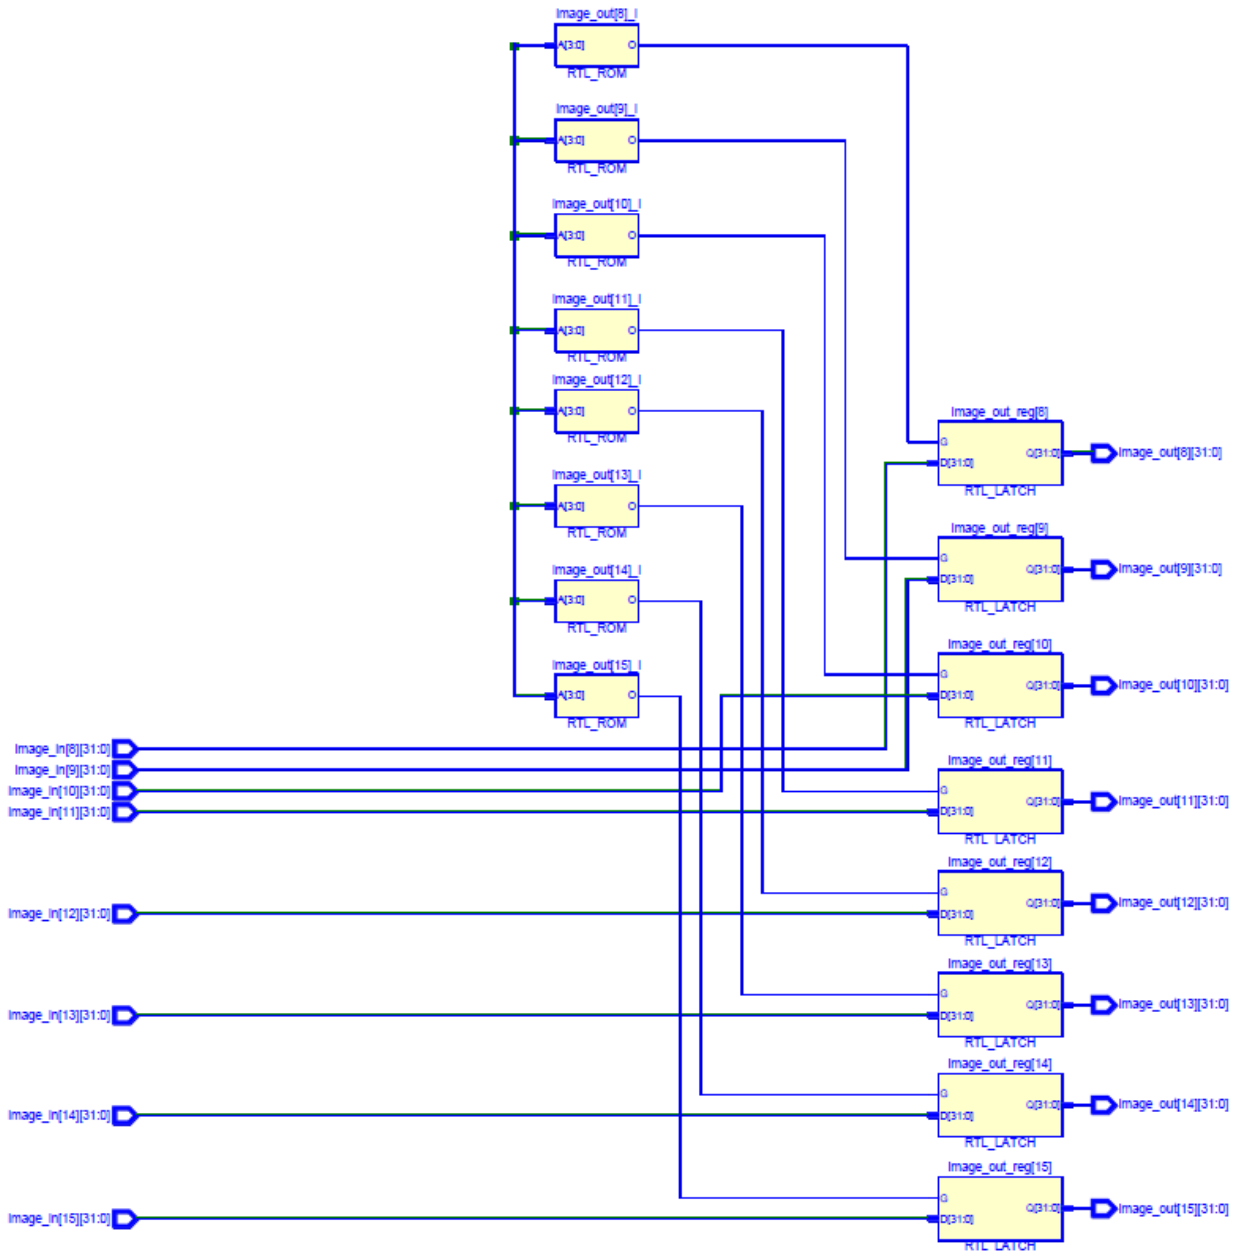 Image_out[8]_i
A[3:0] O
RTL_ROM
Image_out[9]_i
A[3:0] O
RTL_ROM
Image_out[10]_i
A[3:0] O
RTL_ROM
Image_out[11]_i
A[3:0] O
RTL_ROM
Image_out[12]_i
A[3:0] O
RTL_ROM
Image_out[13]_i
A[3:0] O
RTL_ROM
Image_out[14]_i
A[3:0] O
RTL_ROM
Image_out[15]_i
A[3:0] O
RTL_ROM
Image_in[8][31:0]
Image_in[9][31:0]
Image_in[10][31:0]
Image_in[11][31:0]
Image_in[12][31:0]
Image_in[13][31:0]
Image_in[14][31:0]
Image_in[15][31:0]
Image_out_reg[8]
G
Q[31:0]
D[31:0]
RTL_LATCH
Image_out[8][31:0]
Image_out_reg[9]
G
Q[31:0]
D[31:0]
RTL_LATCH
Image_out[9][31:0]
Image_out_reg[10]
G
Q[31:0]
D[31:0]
RTL_LATCH
Image_out[10][31:0]
Image_out_reg[11]
G
Q[31:0]
D[31:0]
RTL_LATCH
Image_out[11][31:0]
Image_out_reg[12]
G
Q[31:0]
D[31:0]
RTL_LATCH
Image_out[12][31:0]
Image_out_reg[13]
G
Q[31:0]
D[31:0]
RTL_LATCH
Image_out[13][31:0]
Image_out_reg[14]
G
Q[31:0]
D[31:0]
RTL_LATCH
Image_out[14][31:0]
Image_out_reg[15]
G
Q[31:0]
D[31:0]
RTL_LATCH
Image_out[15][31:0]